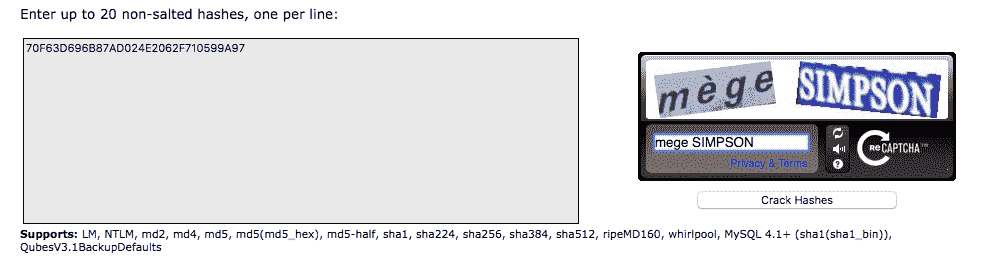 Enter up to 20 non-salted hashes, one per line:
70F63D696B87AD024E2062F710599A97
mège SIMPSON
mege SIMPSON
Privacy & Terms
? reCAPTCHA™
Crack Hashes
Supports: LM, NTLM, md2, md4, md5, md5(md5_hex), md5-half, sha1, sha224, sha256, sha384, sha512, ripeMD160, whirlpool, MySQL 4.1+ (sha1(sha1_bin)),
QubesV3.1BackupDefaults